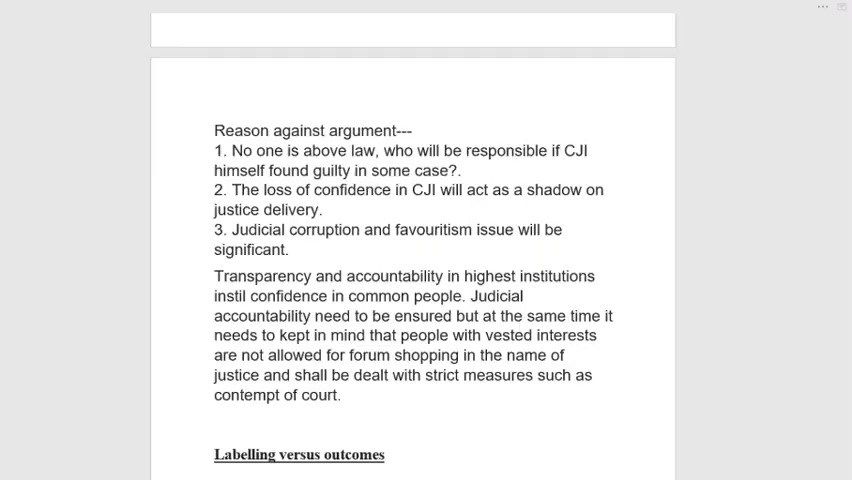 Reason against argument---
1. No one is above law, who will be responsible if CJI
himself found guilty in some case?.
2. The loss of confidence in CJI will act as a shadow on
justice delivery.
3. Judicial corruption and favouritism issue will be
significant.
Transparency and accountability in highest institutions
instil confidence in common people. Judicial
accountability need to be ensured but at the same time it
needs to kept in mind that people with vested interests
are not allowed for forum shopping in the name of
justice and shall be dealt with strict measures such as
contempt of court.
Labelling versus outcomes